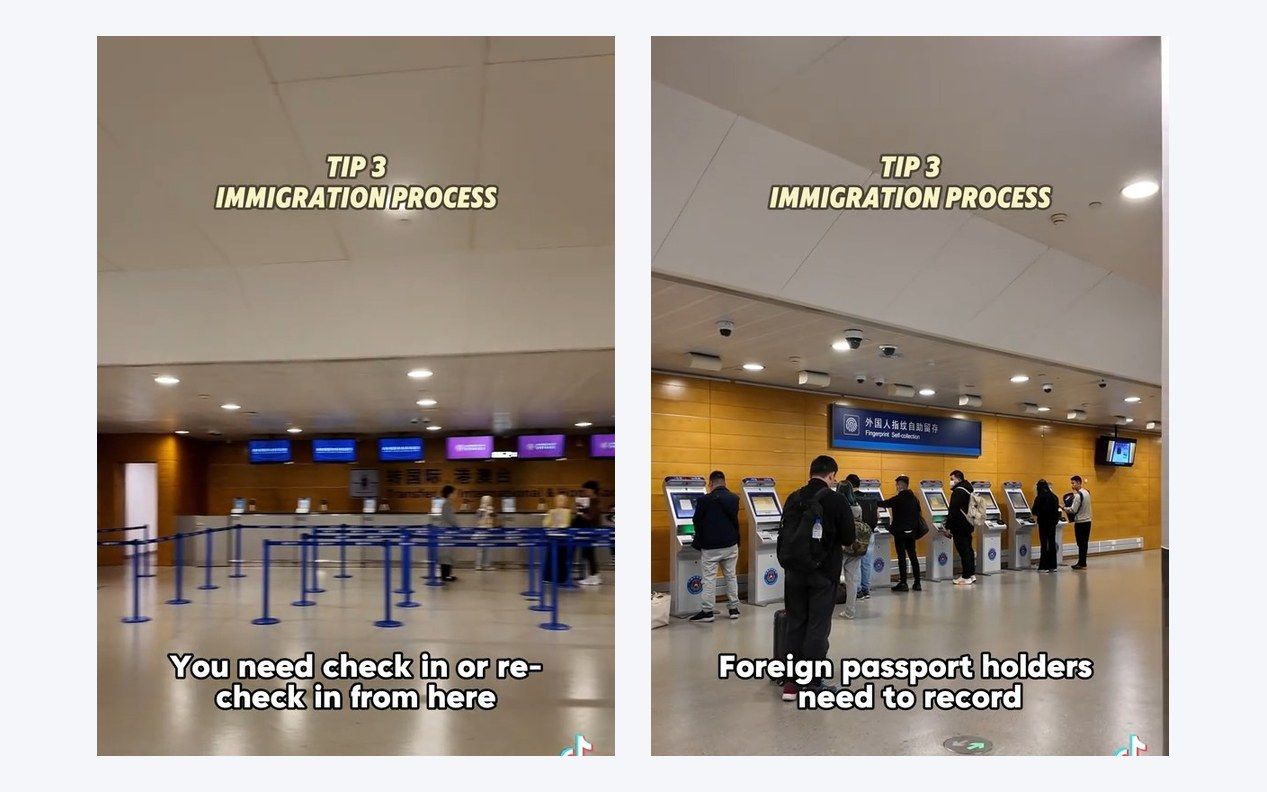 TIP 3
IMMIGRATION PROCESS
转国际 港澳台
You need check in or re-
check in from here
TIP 3
IMMIGRATION PROCESS
外国人指纹自助留存
Fingerprint Self-collection
Foreign passport holders
need to record